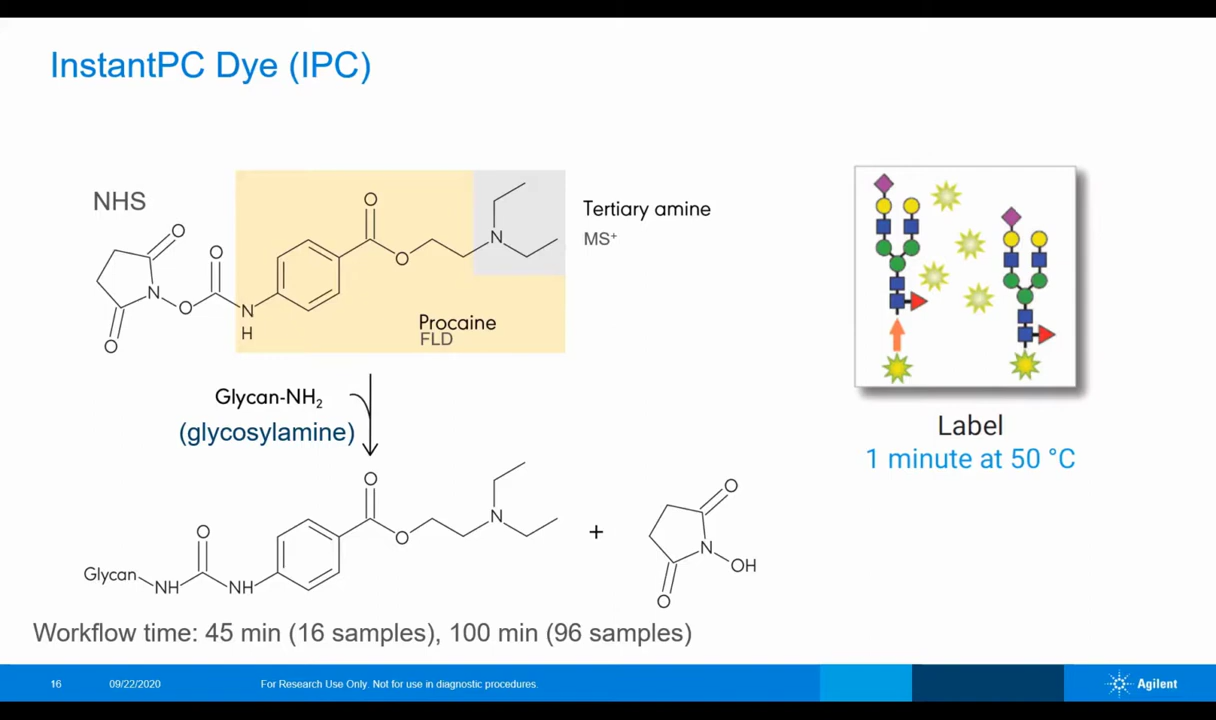 InstantPC Dye (IPC)
NHS
O
O
N
O
O
N
H
O
O
N
Tertiary amine
MS⁺
Procaine
FLD
Glycan-NH₂
(glycosylamine)
Label
1 minute at 50 °C
O
O
N
O
Glycan
NH
NH
O
+
O
N
OH
O
Workflow time: 45 min (16 samples), 100 min (96 samples)
16
09/22/2020
For Research Use Only. Not for use in diagnostic procedures.
Agilent